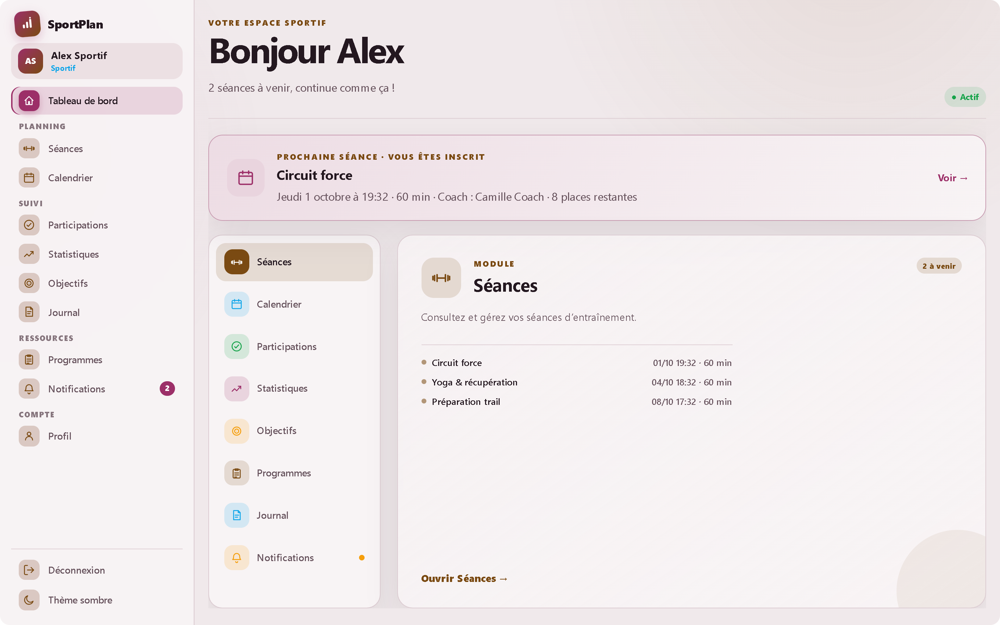 SportPlan
AS
Alex Sportif
Sportif
Tableau de bord
PLANNING
Séances
Calendrier
SUIVI
Participations
Statistiques
Objectifs
Journal
RESSOURCES
Programmes
Notifications
2
COMPTE
Profil
Déconnexion
Thème sombre
VOTRE ESPACE SPORTIF
Bonjour Alex
2 séances à venir, continue comme ça !
Actif
PROCHAINE SÉANCE · VOUS ÊTES INSCRIT
Circuit force
Jeudi 1 octobre à 19:32 · 60 min · Coach : Camille Coach · 8 places restantes
Voir →
Séances
Calendrier
Participations
Statistiques
Objectifs
Programmes
Journal
Notifications
MODULE
Séances
2 à venir
Consultez et gérez vos séances d’entraînement.
Circuit force 01/10 19:32 · 60 min
Yoga & récupération 04/10 18:32 · 60 min
Préparation trail 08/10 17:32 · 60 min
Ouvrir Séances →